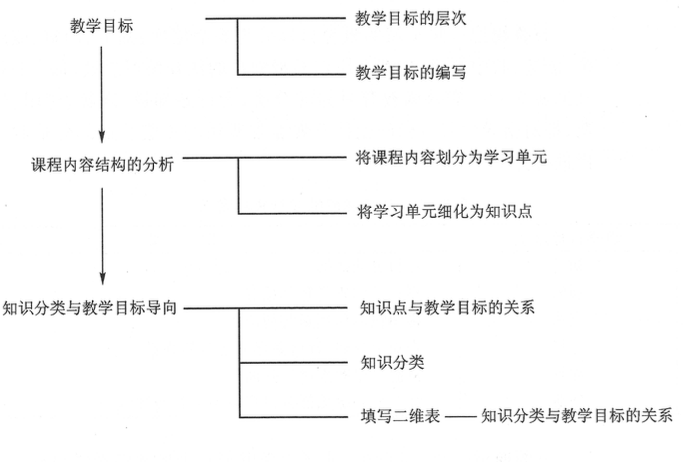 教学目标
教学目标的层次
教学目标的编写
课程内容结构的分析
将课程内容划分为学习单元
将学习单元细化为知识点
知识分类与教学目标导向
知识点与教学目标的关系
知识分类
填写二维表——知识分类与教学目标的关系